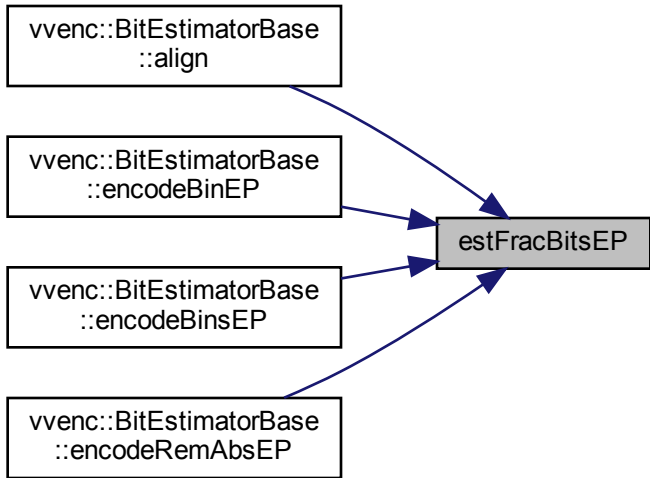 vvenc::BitEstimatorBase
::align
vvenc::BitEstimatorBase
::encodeBinEP
estFracBitsEP
vvenc::BitEstimatorBase
::encodeBinsEP
vvenc::BitEstimatorBase
::encodeRemAbsEP